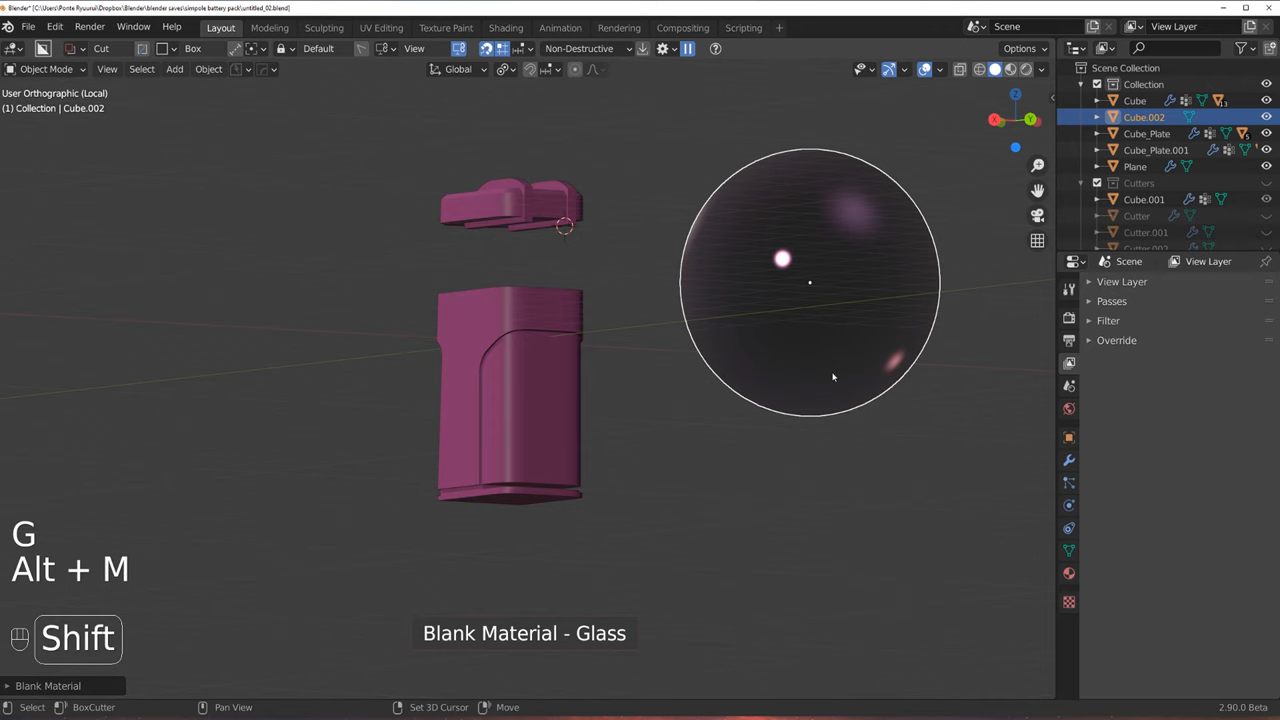 Blender* [C:\Users\Ponte Ryuurui\Dropbox\Blender\blender saves\simpole battery pack\untitled_02.blend]
File Edit Render Window Help Layout Modeling Sculpting UV Editing Texture Paint Shading Animation Rendering Compositing Scripting + Scene View Layer
Cut Box Default View Non-Destructive Options
Object Mode View Select Add Object Global
User Orthographic (Local)
(1) Collection | Cube.002
Z
X
Y
Scene Collection
Collection
Cube 13
Cube.002
Cube_Plate 5
Cube_Plate.001
Plane
Cutters
Cube.001
Cutter
Cutter.001
Cutter.002
Scene View Layer
View Layer
Passes
Filter
Override
G
Alt + M
Shift
Blank Material - Glass
Blank Material
Select BoxCutter Pan View Set 3D Cursor Move 2.90.0 Beta